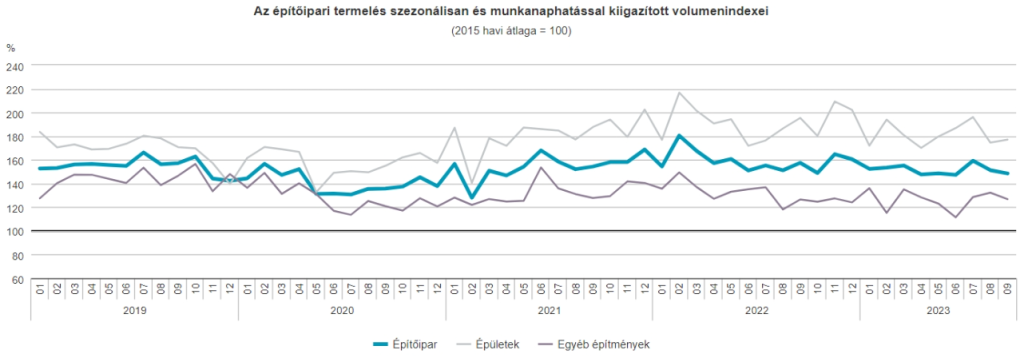 Az építőipari termelés szezonálisan és munkanaphatással kiigazított volumenindexei
(2015 havi átlaga = 100)
%
240
220
200
180
160
140
120
100
80
60
01 02 03 04 05 06 07 08 09 10 11 12 01 02 03 04 05 06 07 08 09 10 11 12 01 02 03 04 05 06 07 08 09 10 11 12 01 02 03 04 05 06 07 08 09 10 11 12 01 02 03 04 05 06 07 08 09
2019 2020 2021 2022 2023
Építőipar Épületek Egyéb építmények